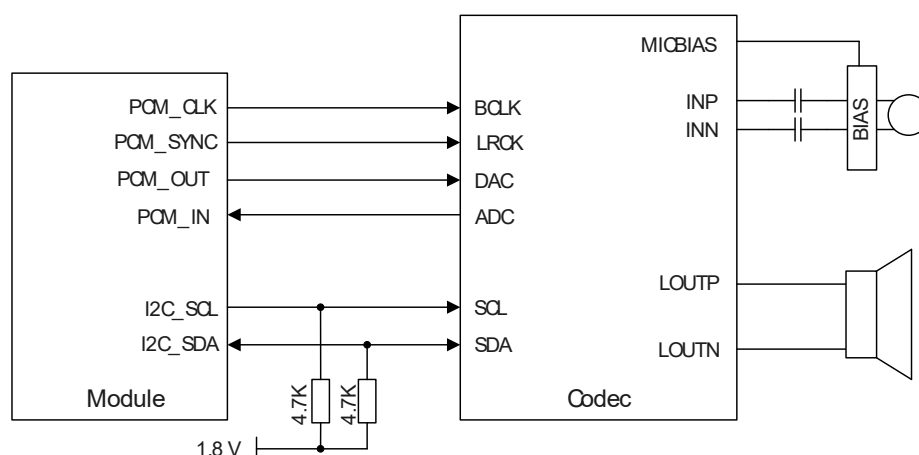 MICBIAS
PCM_CLK
BCLK
INP
PCM_SYNC
LRCK
INN
BIAS
PCM_OUT
DAC
PCM_IN
ADC
LOUTP
I2C_SCL
SCL
I2C_SDA
SDA
LOUTN
4.7K
4.7K
Module
Codec
1.8 V